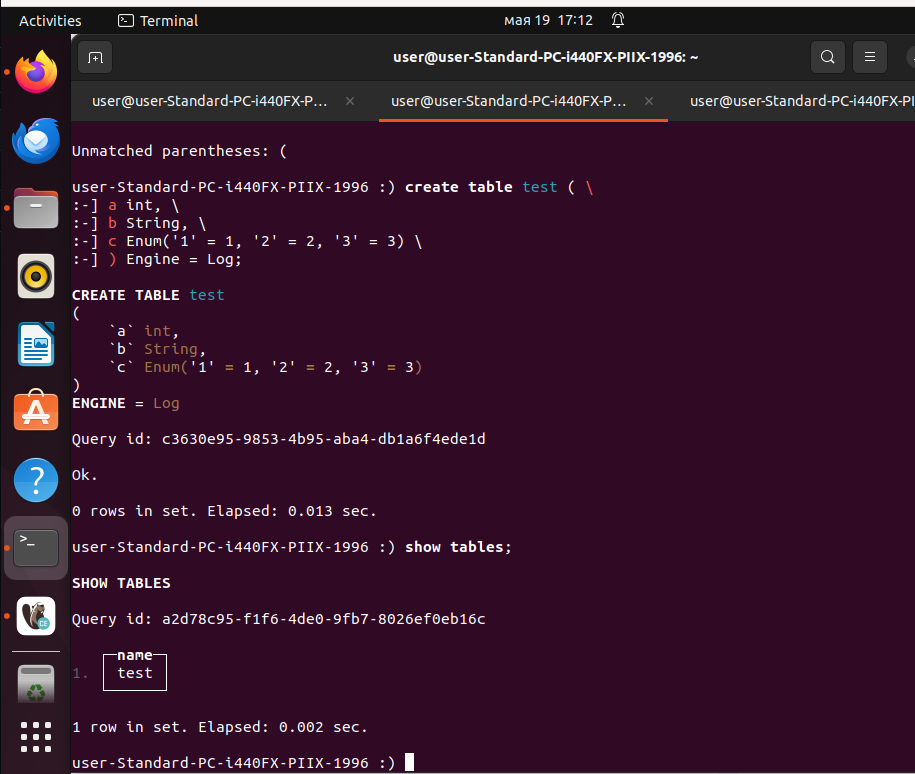 Activities
Terminal
мая 19 17:12
user@user-Standard-PC-i440FX-PIIX-1996: ~
user@user-Standard-PC-i440FX-P...
user@user-Standard-PC-i440FX-P...
user@user-Standard-PC-i440FX-PI
Unmatched parentheses: (
user-Standard-PC-i440FX-PIIX-1996 :) create table test ( \
:-] a int, \
:-] b String, \
:-] c Enum('1' = 1, '2' = 2, '3' = 3) \
:-] ) Engine = Log;
CREATE TABLE test
(
    `a` int,
    `b` String,
    `c` Enum('1' = 1, '2' = 2, '3' = 3)
)
ENGINE = Log
Query id: c3630e95-9853-4b95-aba4-db1a6f4ede1d
Ok.
0 rows in set. Elapsed: 0.013 sec.
user-Standard-PC-i440FX-PIIX-1996 :) show tables;
SHOW TABLES
Query id: a2d78c95-f1f6-4de0-9fb7-8026ef0eb16c
name
1. test
1 row in set. Elapsed: 0.002 sec.
user-Standard-PC-i440FX-PIIX-1996 :)